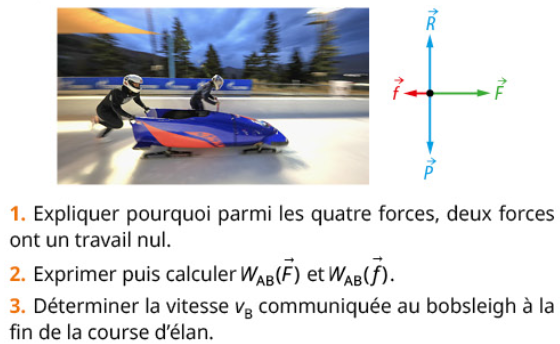 R⃗
f⃗
F⃗
P⃗
1. Expliquer pourquoi parmi les quatre forces, deux forces
ont un travail nul.
2. Exprimer puis calculer W_AB(F⃗) et W_AB(f⃗).
3. Déterminer la vitesse v_B communiquée au bobsleigh à la
fin de la course d'élan.